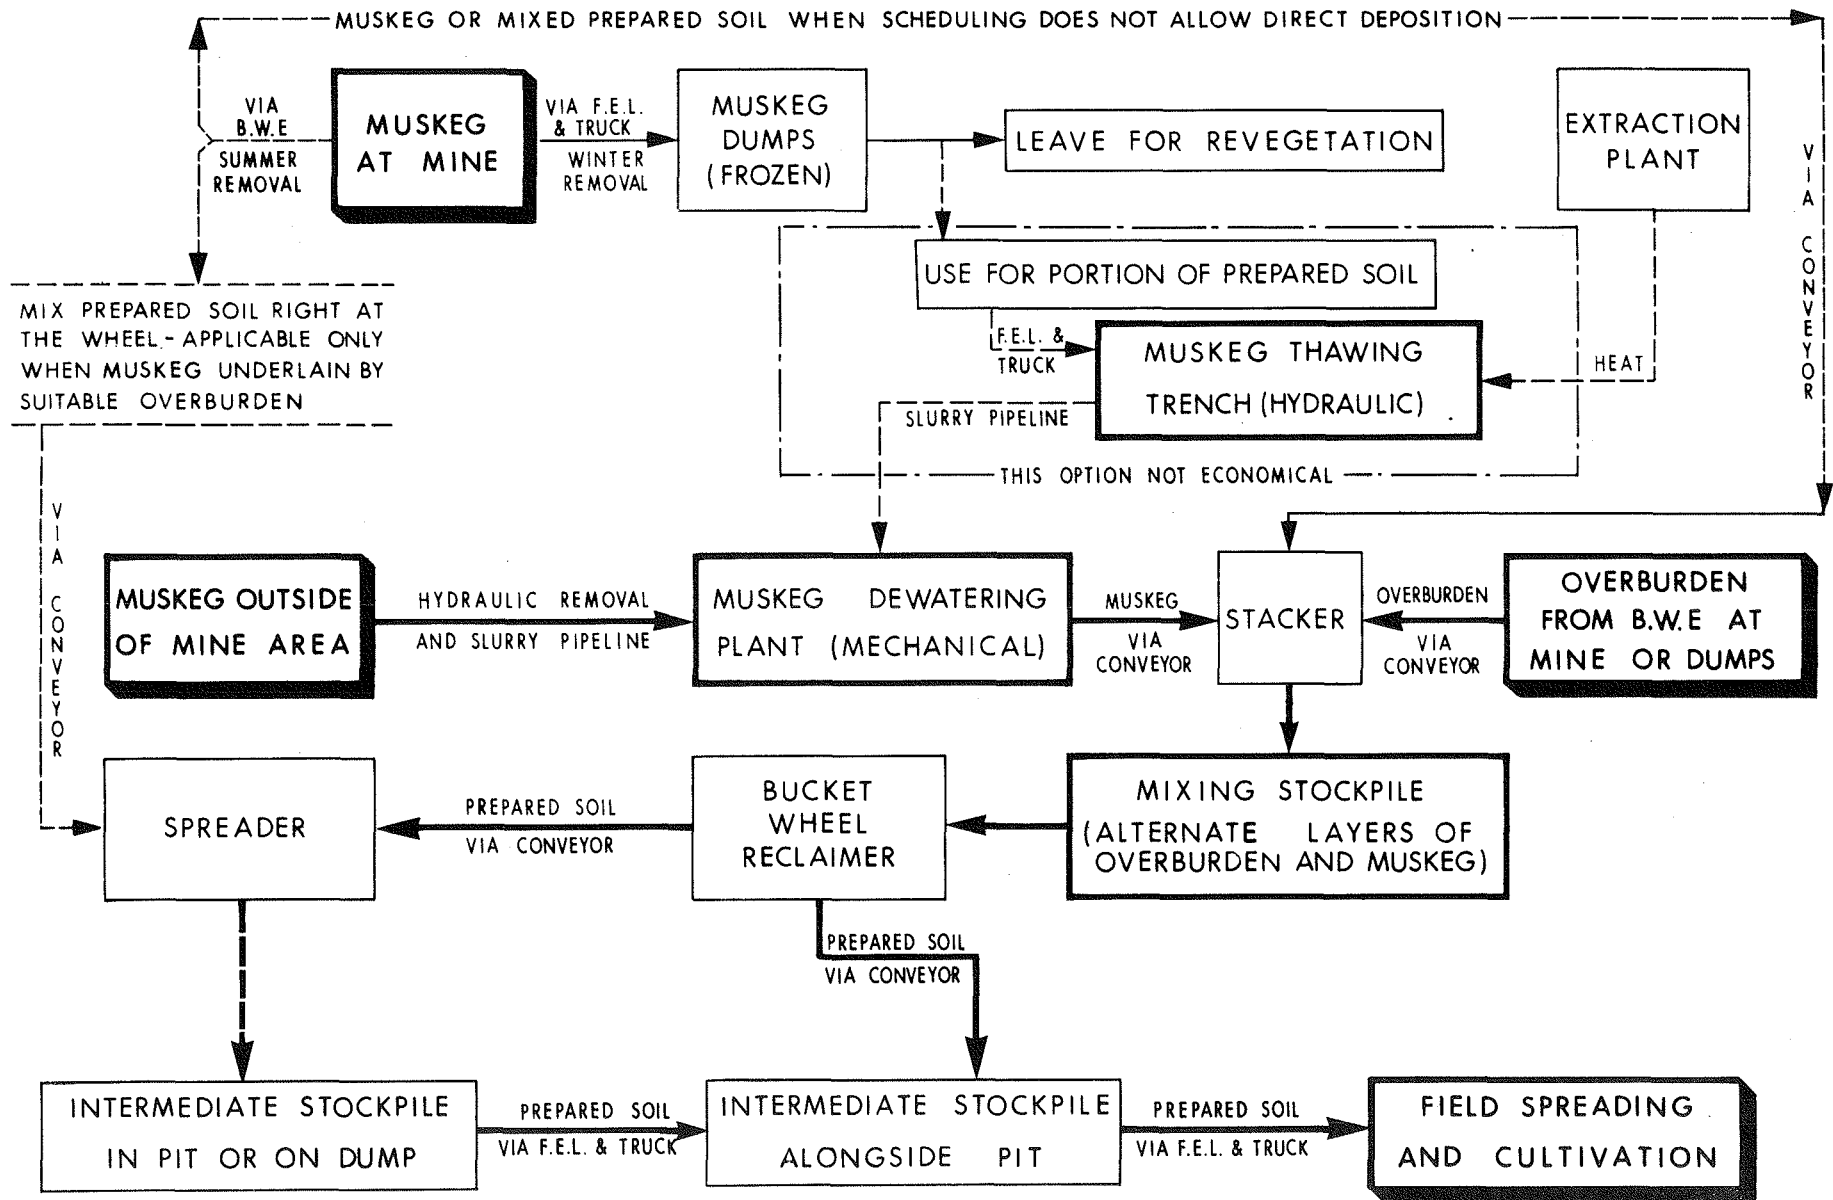 MUSKEG OR MIXED PREPARED SOIL WHEN SCHEDULING DOES NOT ALLOW DIRECT DEPOSITION
VIA
B.W.E
SUMMER
REMOVAL
MUSKEG
AT MINE
VIA F.E.L.
& TRUCK
WINTER
REMOVAL
MUSKEG
DUMPS
(FROZEN)
LEAVE FOR REVEGETATION
EXTRACTION
PLANT
VIA CONVEYOR
USE FOR PORTION OF PREPARED SOIL
MIX PREPARED SOIL RIGHT AT
THE WHEEL.- APPLICABLE ONLY
WHEN MUSKEG UNDERLAIN BY
SUITABLE OVERBURDEN
F.E.L. &
TRUCK
MUSKEG THAWING
TRENCH (HYDRAULIC)
HEAT
SLURRY PIPELINE
THIS OPTION NOT ECONOMICAL
VIA CONVEYOR
MUSKEG OUTSIDE
OF MINE AREA
HYDRAULIC REMOVAL
AND SLURRY PIPELINE
MUSKEG DEWATERING
PLANT (MECHANICAL)
MUSKEG
VIA
CONVEYOR
STACKER
OVERBURDEN
VIA
CONVEYOR
OVERBURDEN
FROM B.W.E AT
MINE OR DUMPS
SPREADER
PREPARED SOIL
VIA CONVEYOR
BUCKET
WHEEL
RECLAIMER
MIXING STOCKPILE
(ALTERNATE LAYERS OF
OVERBURDEN AND MUSKEG)
PREPARED SOIL
VIA CONVEYOR
INTERMEDIATE STOCKPILE
IN PIT OR ON DUMP
PREPARED SOIL
VIA F.E.L. & TRUCK
INTERMEDIATE STOCKPILE
ALONGSIDE PIT
PREPARED SOIL
VIA F.E.L. & TRUCK
FIELD SPREADING
AND CULTIVATION